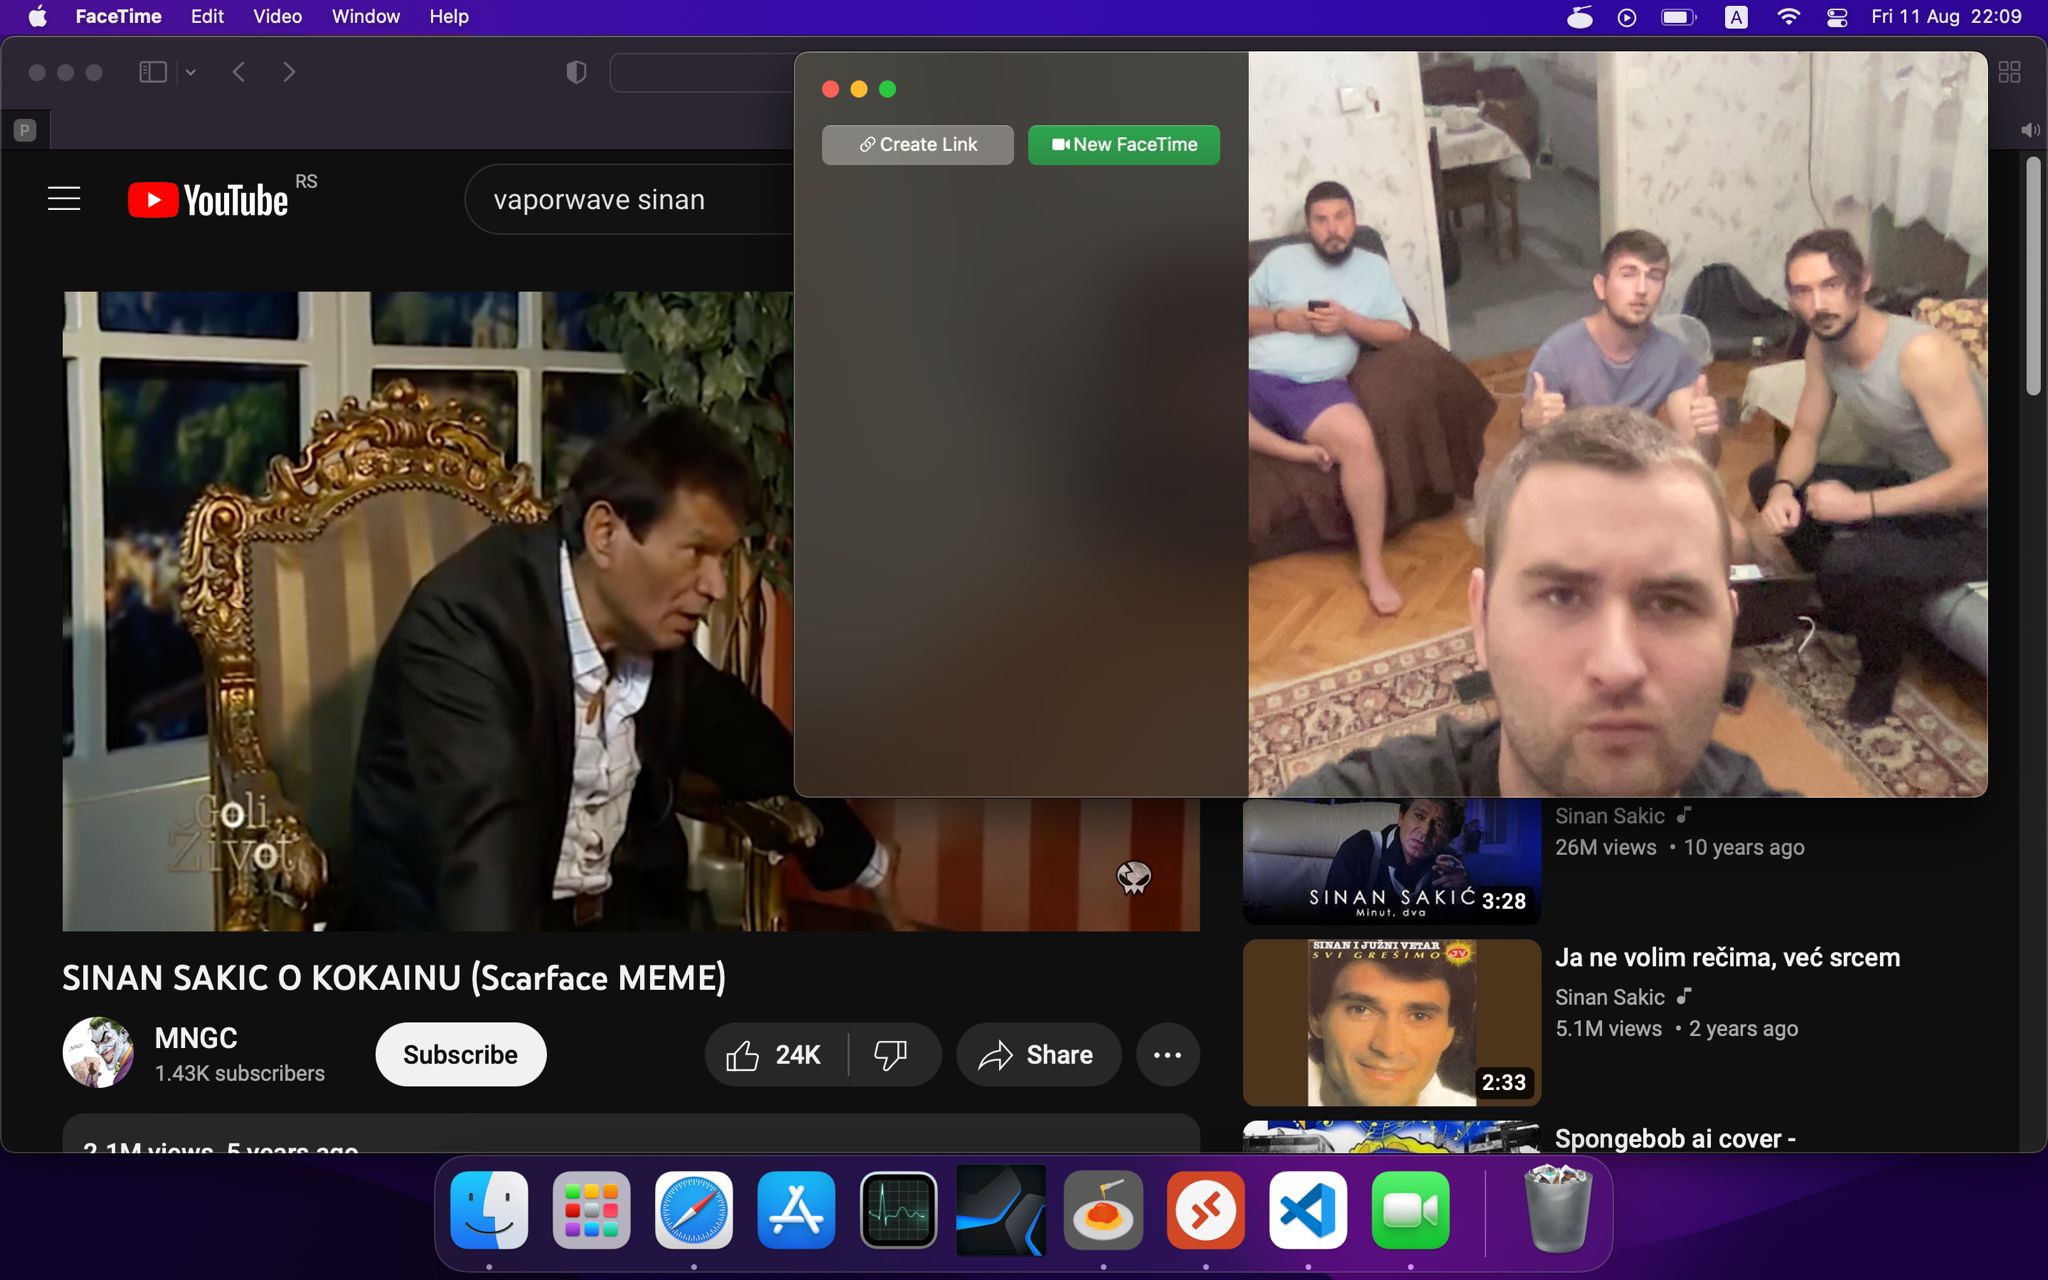 FaceTime Edit Video Window Help
A Fri 11 Aug 22:09
P
Create Link New FaceTime
YouTube RS
vaporwave sinan
Goli
Život
SINAN SAKIC O KOKAINU (Scarface MEME)
MNGC
1.43K subscribers
Subscribe
24K
Share
2.1M views 5 years ago
Sinan Sakic
26M views • 10 years ago
SINAN SAKIĆ
Minut, dva
3:28
SINAN I JUŽNI VETAR
SVI GREŠIMO
JV
2:33
Ja ne volim rečima, već srcem
Sinan Sakic
5.1M views • 2 years ago
Spongebob ai cover -